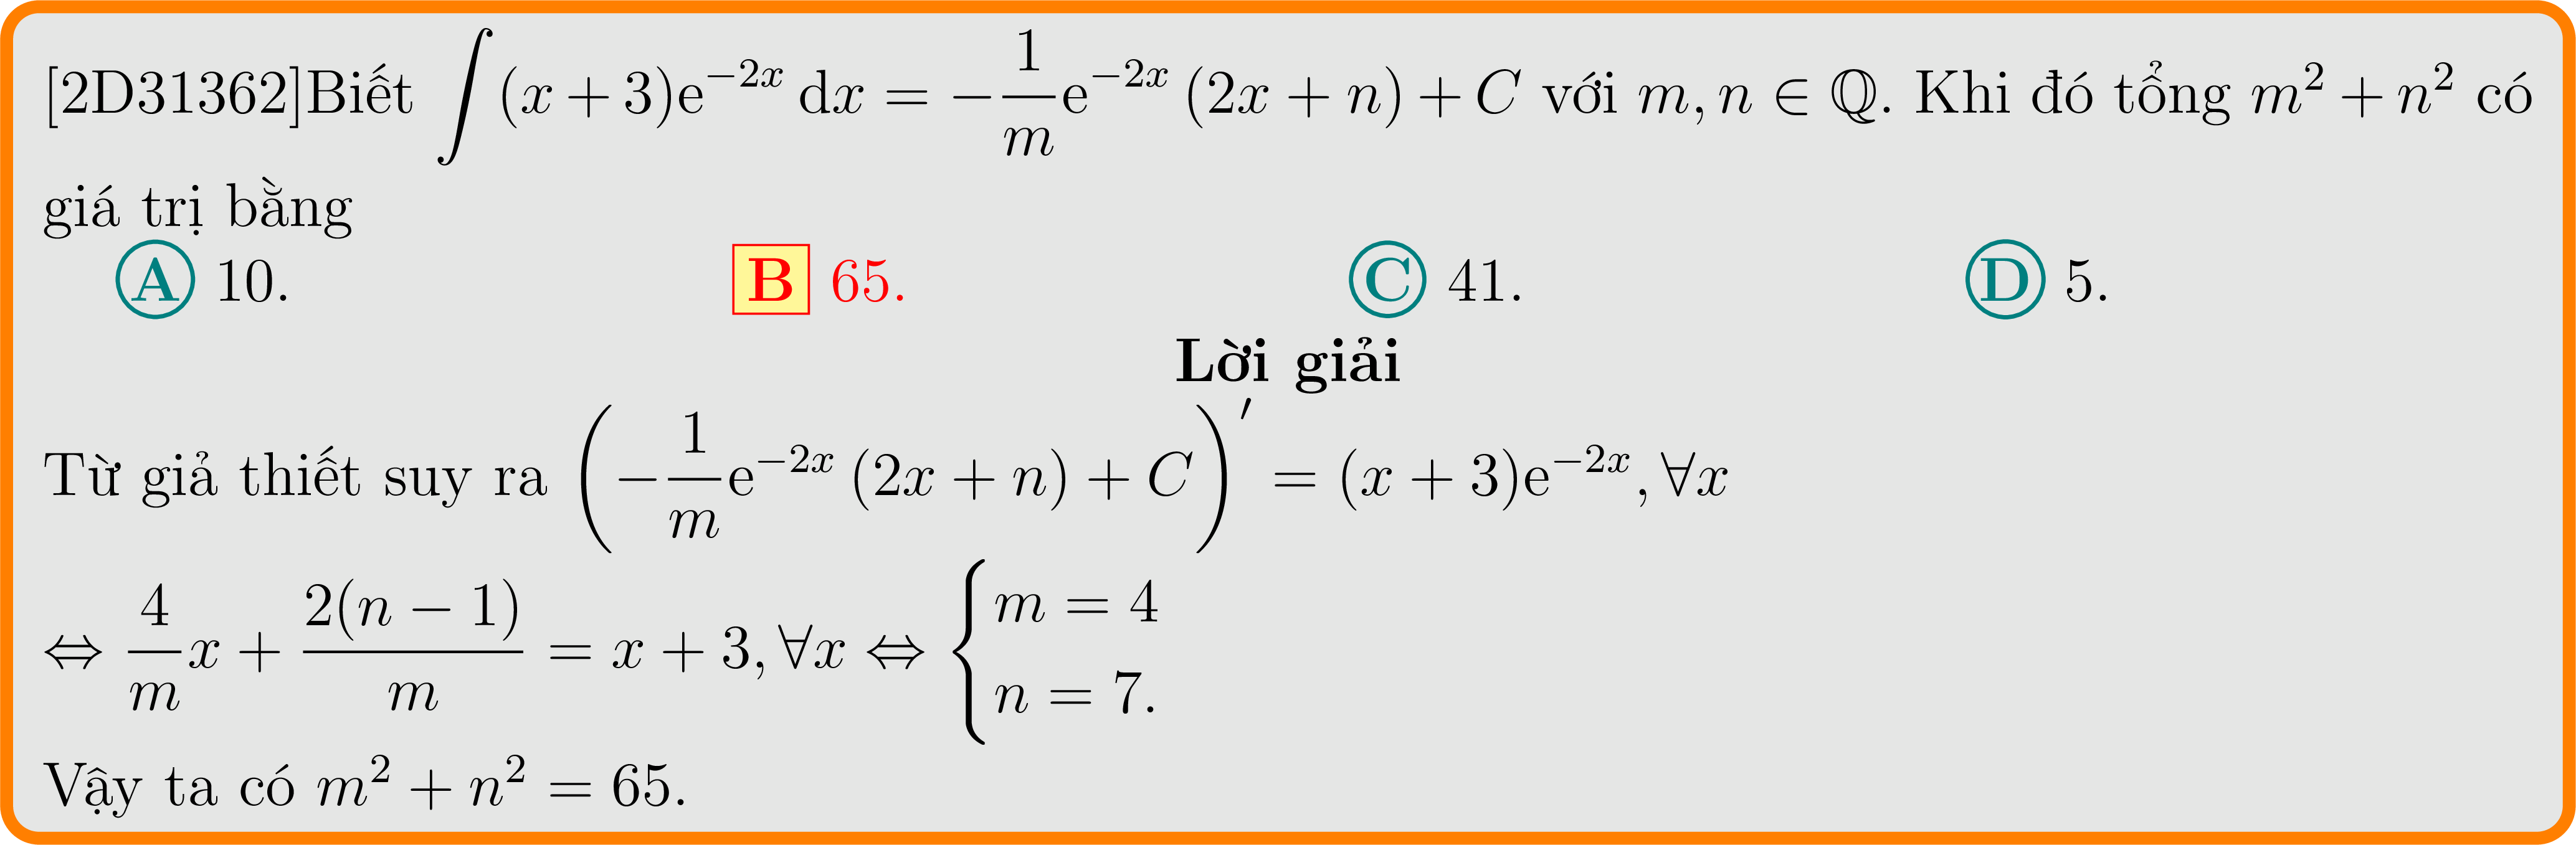 [2D31362]Biết $\int (x+3)\mathrm{e}^{-2x}\,\mathrm{d}x = -\frac{1}{m}\mathrm{e}^{-2x}(2x+n)+C$ với $m, n \in \mathbb{Q}$. Khi đó tổng $m^2+n^2$ có
giá trị bằng
A 10. B 65. C 41. D 5.
Lời giải
Từ giả thiết suy ra $\left(-\frac{1}{m}\mathrm{e}^{-2x}(2x+n)+C\right)' = (x+3)\mathrm{e}^{-2x}, \forall x$
$\Leftrightarrow \frac{4}{m}x + \frac{2(n-1)}{m} = x+3, \forall x \Leftrightarrow \begin{cases} m=4 \\ n=7. \end{cases}$
Vậy ta có $m^2+n^2=65$.